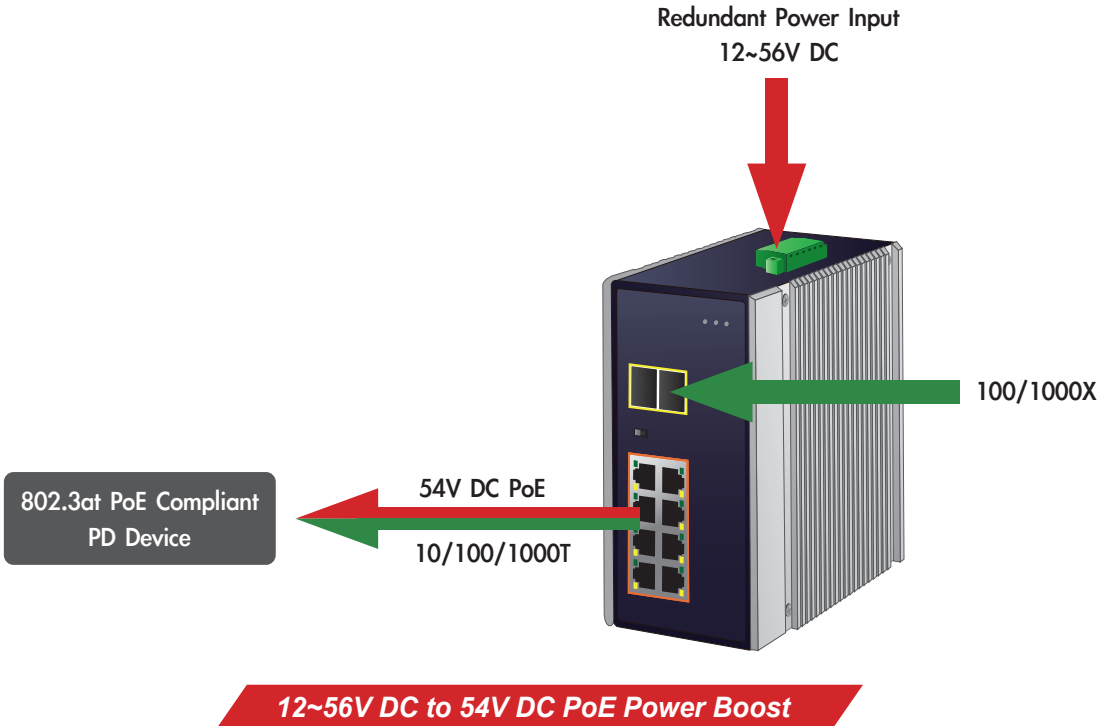 Redundant Power Input
12~56V DC
100/1000X
54V DC PoE
10/100/1000T
802.3at PoE Compliant
PD Device
12~56V DC to 54V DC PoE Power Boost